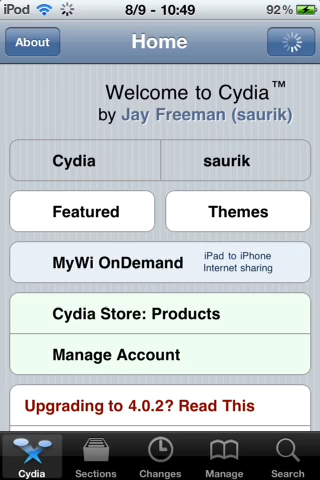 iPod 8/9 - 10:49 92%
About Home
Welcome to Cydia™
by Jay Freeman (saurik)
Cydia saurik
Featured Themes
MyWi OnDemand iPad to iPhone
Internet sharing
Cydia Store: Products
Manage Account
Upgrading to 4.0.2? Read This
Cydia Sections Changes Manage Search